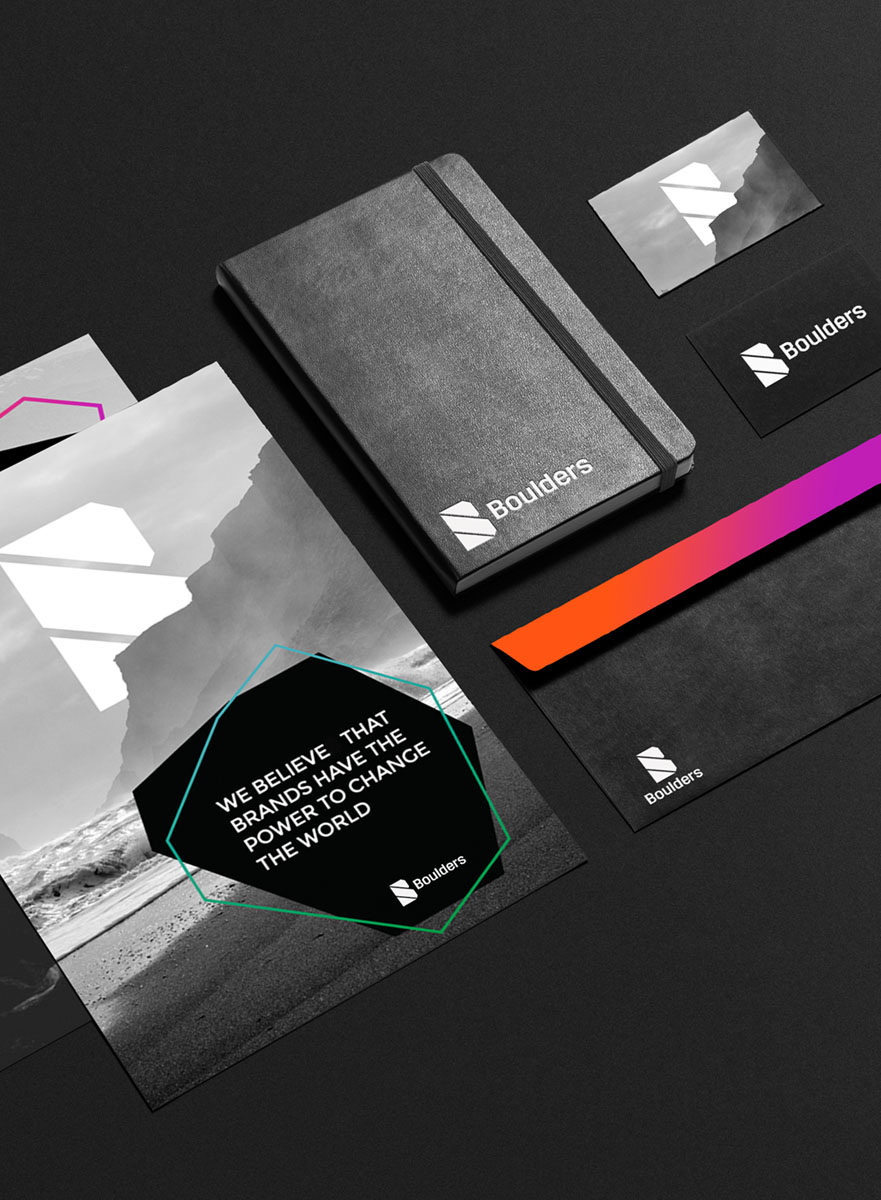 Boulders
Boulders
Boulders
WE BELIEVE THAT
BRANDS HAVE THE
POWER TO CHANGE
THE WORLD
Boulders